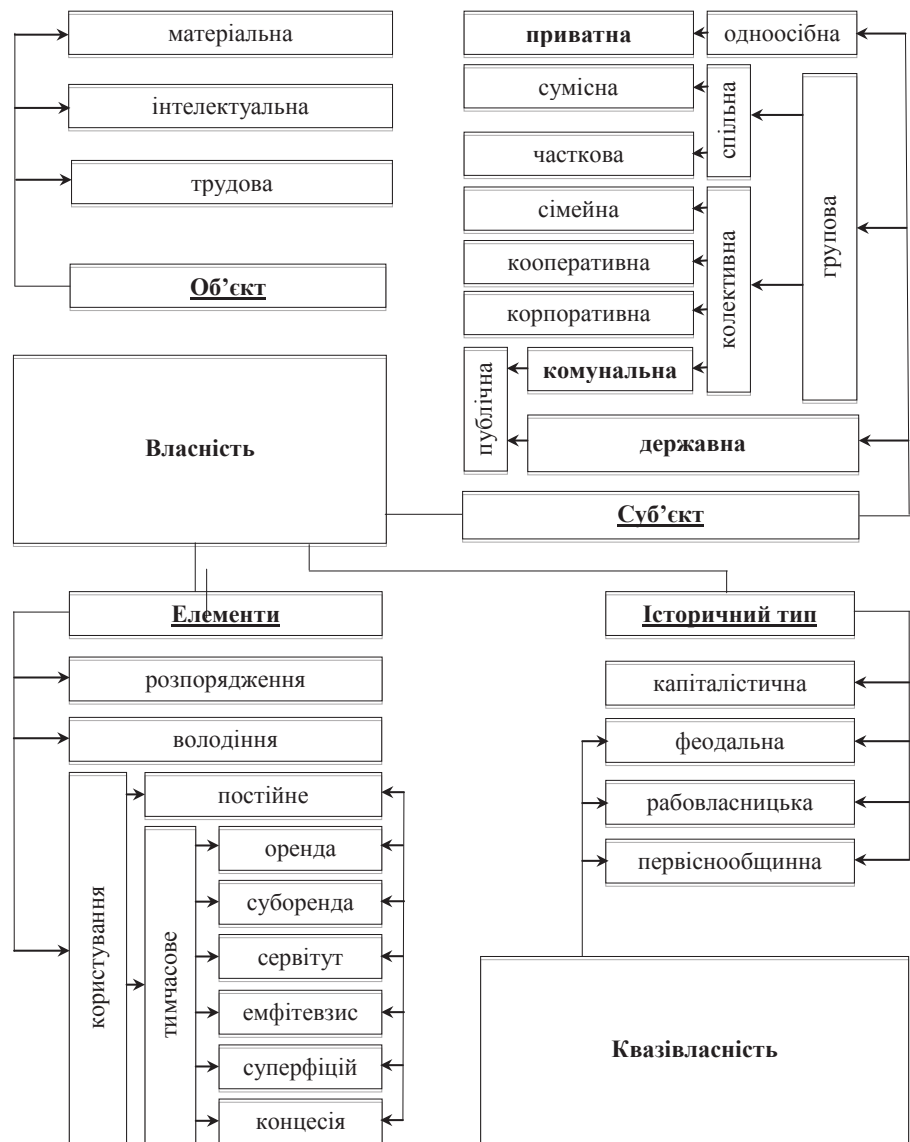 матеріальна
інтелектуальна
трудова
Об’єкт
приватна
одноосібна
сумісна
часткова
спільна
сімейна
кооперативна
корпоративна
колективна
групова
комунальна
публічна
державна
Власність
Суб’єкт
Елементи
розпорядження
володіння
користування
постійне
тимчасове
оренда
суборенда
сервітут
емфітевзис
суперфіцій
концесія
Історичний тип
капіталістична
феодальна
рабовласницька
первіснообщинна
Квазівласність